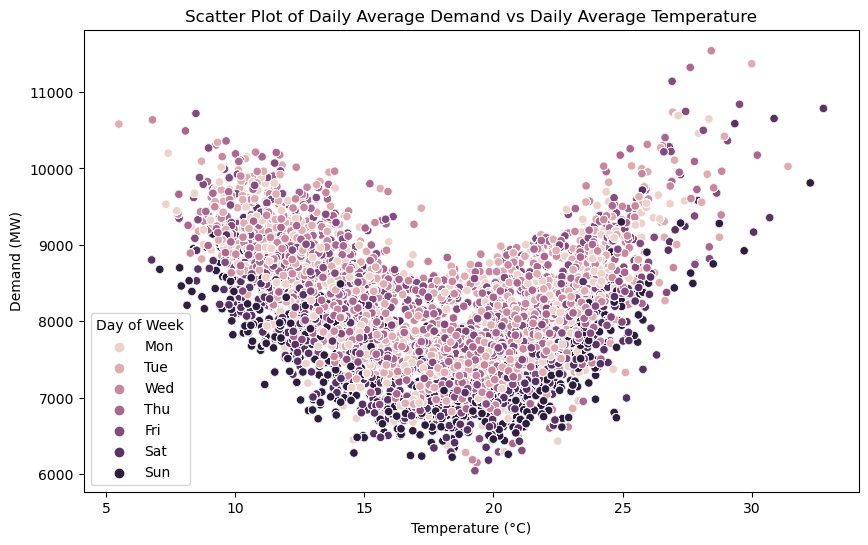 Scatter Plot of Daily Average Demand vs Daily Average Temperature
Demand (MW)
11000
10000
9000
8000
7000
6000
Day of Week
Mon
Tue
Wed
Thu
Fri
Sat
Sun
5 10 15 20 25 30
Temperature (°C)